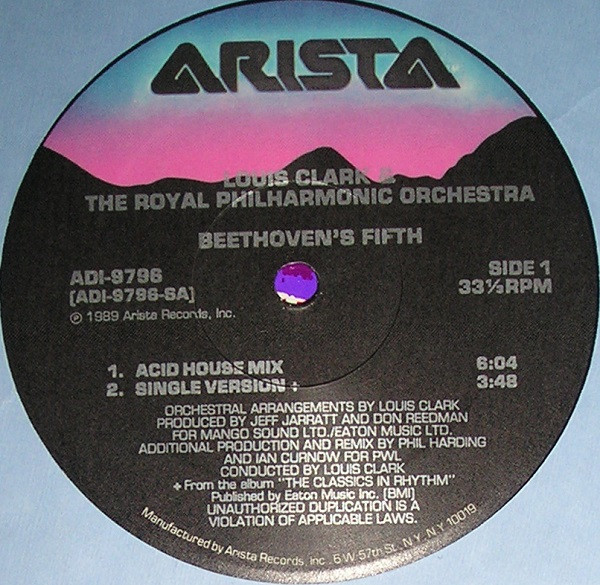 ARISTA
LOUIS CLARK &
THE ROYAL PHILHARMONIC ORCHESTRA
BEETHOVEN'S FIFTH
ADI-9796
[ADI-9796-SA]
℗ 1989 Arista Records, Inc.
SIDE 1
33⅓RPM
1. ACID HOUSE MIX 6:04
2. SINGLE VERSION + 3:48
ORCHESTRAL ARRANGEMENTS BY LOUIS CLARK
PRODUCED BY JEFF JARRATT AND DON REEDMAN
FOR MANGO SOUND LTD./EATON MUSIC LTD.
ADDITIONAL PRODUCTION AND REMIX BY PHIL HARDING
AND IAN CURNOW FOR PWL
CONDUCTED BY LOUIS CLARK
+ From the album "THE CLASSICS IN RHYTHM"
Published by Eaton Music Inc. [BMI]
UNAUTHORIZED DUPLICATION IS A
VIOLATION OF APPLICABLE LAWS.
Manufactured by Arista Records, Inc. 6 W. 57th St., N.Y., N.Y. 10019